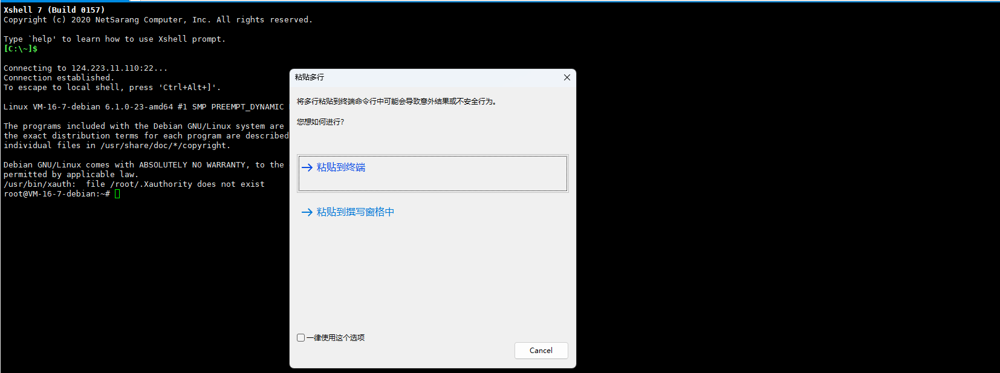 Xshell 7 (Build 0157)
Copyright (c) 2020 NetSarang Computer, Inc. All rights reserved.
Type `help' to learn how to use Xshell prompt.
[C:\~]$
Connecting to 124.223.11.110:22...
Connection established.
To escape to local shell, press 'Ctrl+Alt+]'.
Linux VM-16-7-debian 6.1.0-23-amd64 #1 SMP PREEMPT_DYNAMIC
The programs included with the Debian GNU/Linux system are
the exact distribution terms for each program are described
individual files in /usr/share/doc/*/copyright.
Debian GNU/Linux comes with ABSOLUTELY NO WARRANTY, to the
permitted by applicable law.
/usr/bin/xauth:  file /root/.Xauthority does not exist
root@VM-16-7-debian:~#
粘贴多行
将多行粘贴到终端命令行中可能会导致意外结果或不安全行为。
您想如何进行?
→ 粘贴到终端
→ 粘贴到撰写窗格中
一律使用这个选项
Cancel